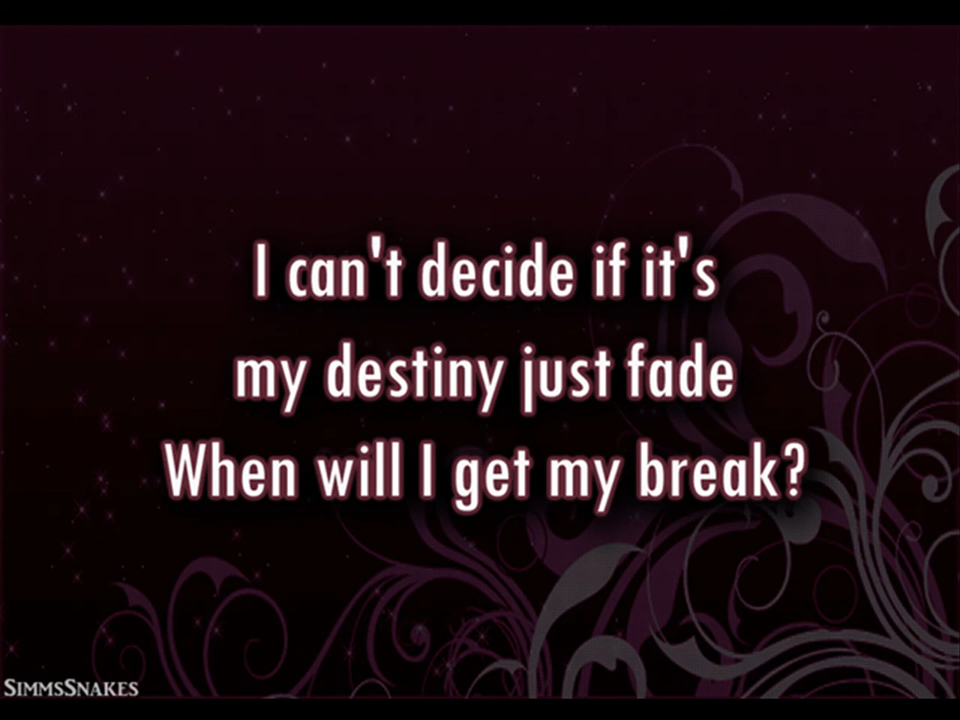 I can't decide if it's
my destiny just fade
When will I get my break?
SimmsSnakes